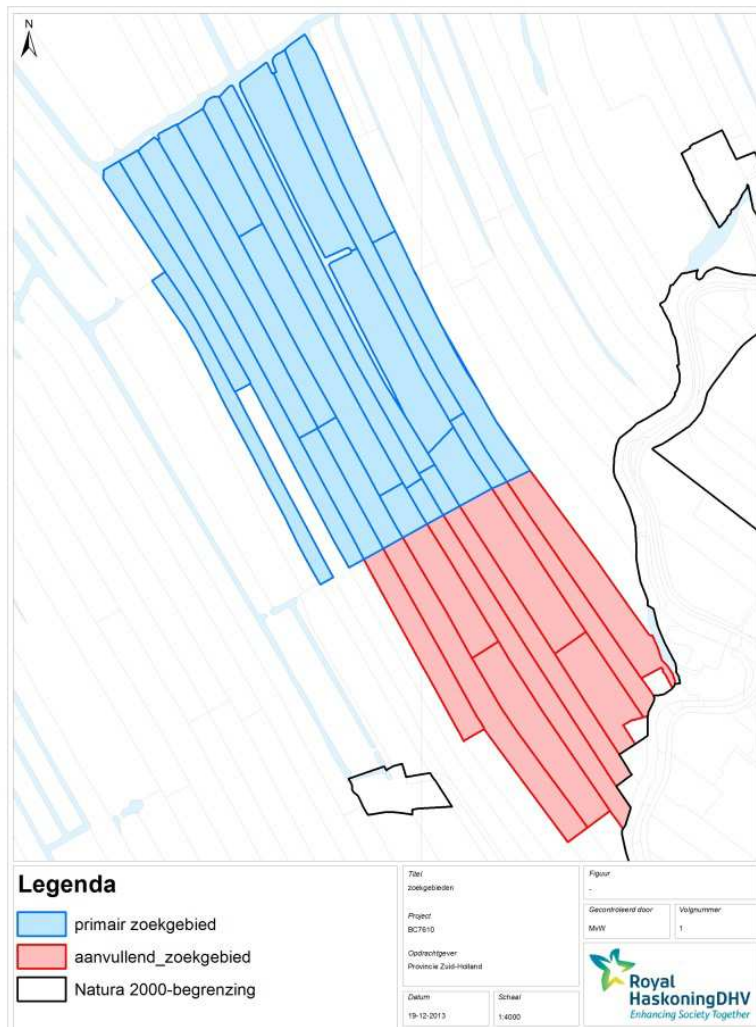 N
Legenda
primair zoekgebied
aanvullend_zoekgebied
Natura 2000-begrenzing
Titel
zoekgebieden
Project
BC7610
Opdrachtgever
Provincie Zuid-Holland
Datum
19-12-2013
Schaal
1:4000
Figuur
-
Gecontroleerd door
MvW
Volgnummer
1
Royal
HaskoningDHV
Enhancing Society Together